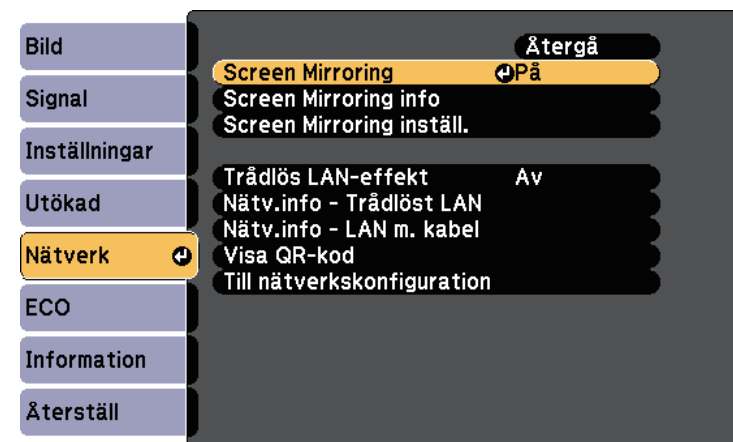 Bild
Signal
Inställningar
Utökad
Nätverk
ECO
Information
Återställ
Återgå
Screen Mirroring På
Screen Mirroring info
Screen Mirroring inställ.
Trådlös LAN-effekt Av
Nätv.info - Trådlöst LAN
Nätv.info - LAN m. kabel
Visa QR-kod
Till nätverkskonfiguration